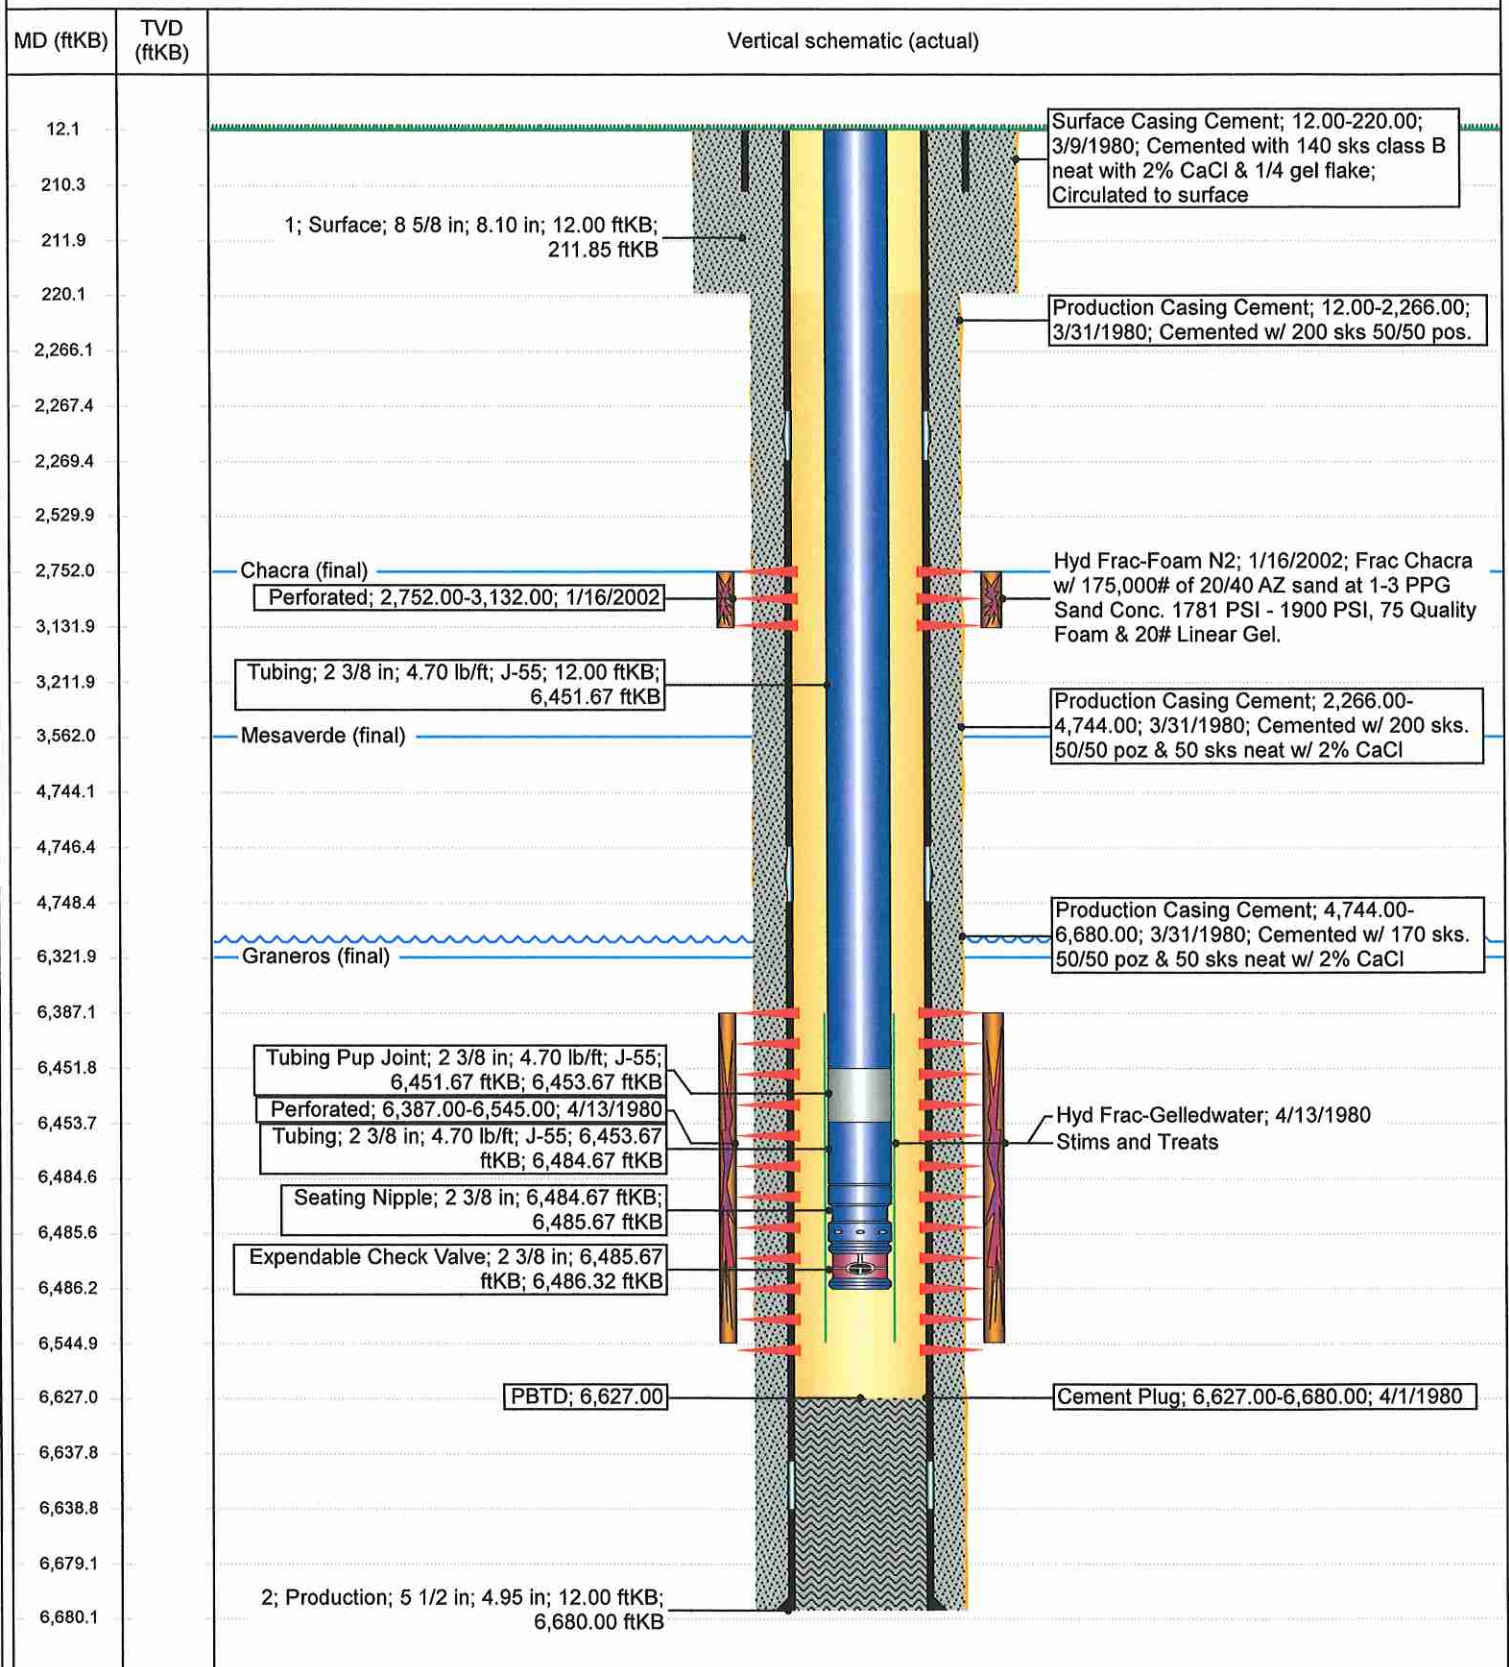 MD (ftKB)
TVD
(ftKB)
Vertical schematic (actual)
12.1
210.3
211.9
220.1
2,266.1
2,267.4
2,269.4
2,529.9
2,752.0
3,131.9
3,211.9
3,562.0
4,744.1
4,746.4
4,748.4
6,321.9
6,387.1
6,451.8
6,453.7
6,484.6
6,485.6
6,486.2
6,544.9
6,627.0
6,637.8
6,638.8
6,679.1
6,680.1
Surface Casing Cement; 12.00-220.00;
3/9/1980; Cemented with 140 sks class B
neat with 2% CaCl & 1/4 gel flake;
Circulated to surface
1; Surface; 8 5/8 in; 8.10 in; 12.00 ftKB;
211.85 ftKB
Production Casing Cement; 12.00-2,266.00;
3/31/1980; Cemented w/ 200 sks 50/50 pos.
Chacra (final)
Perforated; 2,752.00-3,132.00; 1/16/2002
Hyd Frac-Foam N2; 1/16/2002; Frac Chacra
w/ 175,000# of 20/40 AZ sand at 1-3 PPG
Sand Conc. 1781 PSI - 1900 PSI, 75 Quality
Foam & 20# Linear Gel.
Tubing; 2 3/8 in; 4.70 lb/ft; J-55; 12.00 ftKB;
6,451.67 ftKB
Production Casing Cement; 2,266.00-
4,744.00; 3/31/1980; Cemented w/ 200 sks.
50/50 poz & 50 sks neat w/ 2% CaCl
Mesaverde (final)
Production Casing Cement; 4,744.00-
6,680.00; 3/31/1980; Cemented w/ 170 sks.
50/50 poz & 50 sks neat w/ 2% CaCl
Graneros (final)
Tubing Pup Joint; 2 3/8 in; 4.70 lb/ft; J-55;
6,451.67 ftKB; 6,453.67 ftKB
Perforated; 6,387.00-6,545.00; 4/13/1980
Tubing; 2 3/8 in; 4.70 lb/ft; J-55; 6,453.67
ftKB; 6,484.67 ftKB
Hyd Frac-Gelledwater; 4/13/1980
Stims and Treats
Seating Nipple; 2 3/8 in; 6,484.67 ftKB;
6,485.67 ftKB
Expendable Check Valve; 2 3/8 in; 6,485.67
ftKB; 6,486.32 ftKB
PBTD; 6,627.00
Cement Plug; 6,627.00-6,680.00; 4/1/1980
2; Production; 5 1/2 in; 4.95 in; 12.00 ftKB;
6,680.00 ftKB